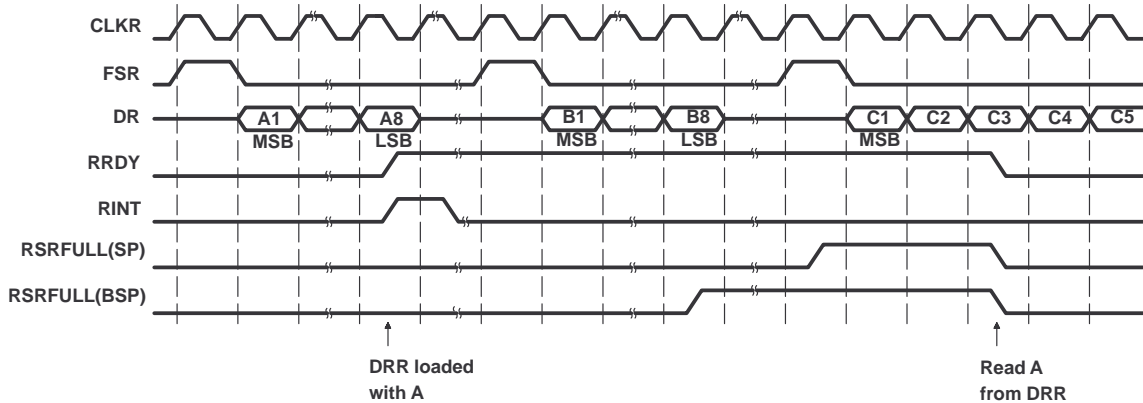 CLKR
FSR
DR A1 A8 B1 B8 C1 C2 C3 C4 C5
MSB LSB MSB LSB MSB
RRDY
RINT
RSRFULL(SP)
RSRFULL(BSP)
DRR loaded
with A
Read A
from DRR